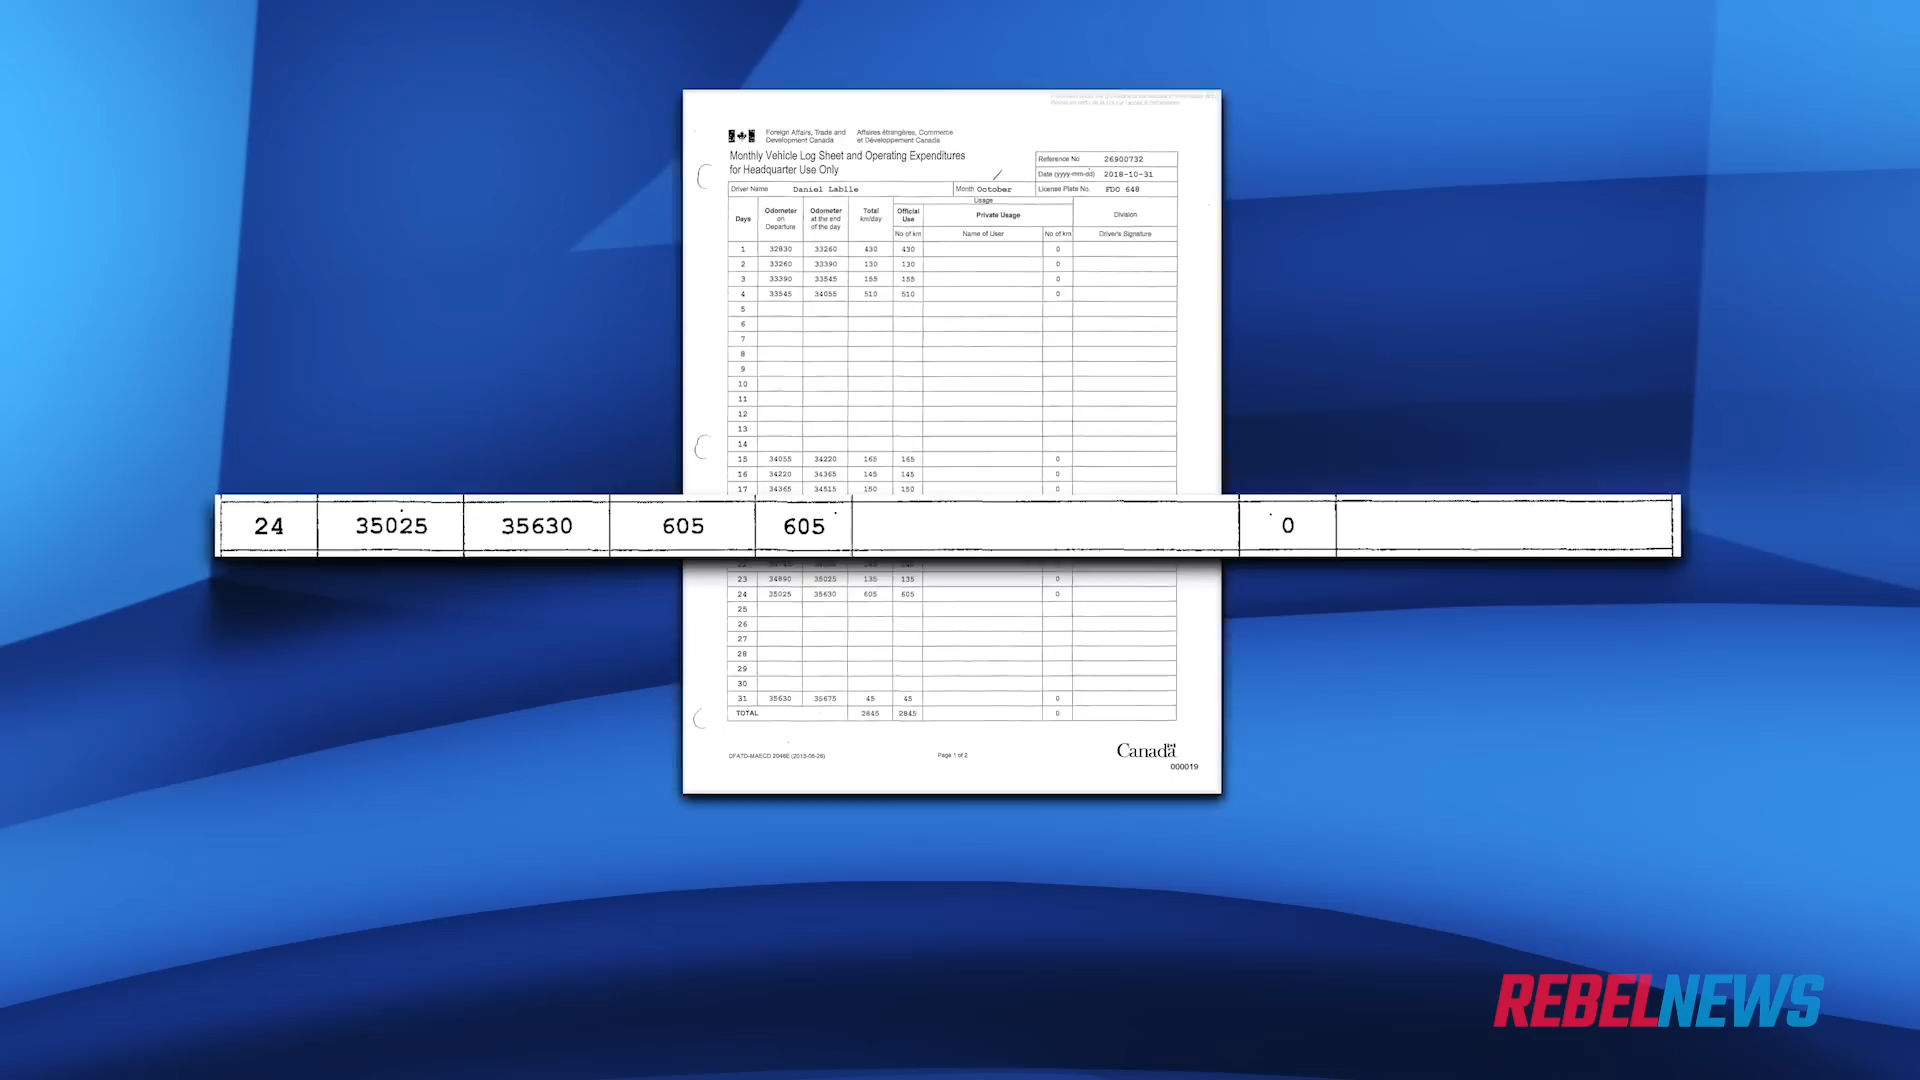 Foreign Affairs, Trade and Affaires étrangères, Commerce
Development Canada et Développement Canada
Monthly Vehicle Log Sheet and Operating Expenditures
for Headquarter Use Only
Reference No 26900732
Date (yyyy-mm-dd) 2018-10-31
Driver Name Daniel Lablle Month October License Plate No. FDO 648
Usage
Days Odometer on Departure Odometer at the end of the day Total km/day Official Use Private Usage Division
No of km Name of User No of km Driver's Signature
1 32830 33260 430 430 0
2 33260 33390 130 130 0
3 33390 33545 155 155 0
4 33545 34055 510 510 0
5
6
7
8
9
10
11
12
13
14
15 34055 34220 165 165 0
16 34220 34365 145 145 0
17 34365 34515 150 150 0
24 35025 35630 605 605 0
23 34890 35025 135 135 0
24 35025 35630 605 605 0
25
26
27
28
29
30
31 35630 35675 45 45 0
TOTAL 2845 2845 0
DFATD-MAECD 2046E (2013-06-26) Page 1 of 2 Canada
000019
REBELNEWS